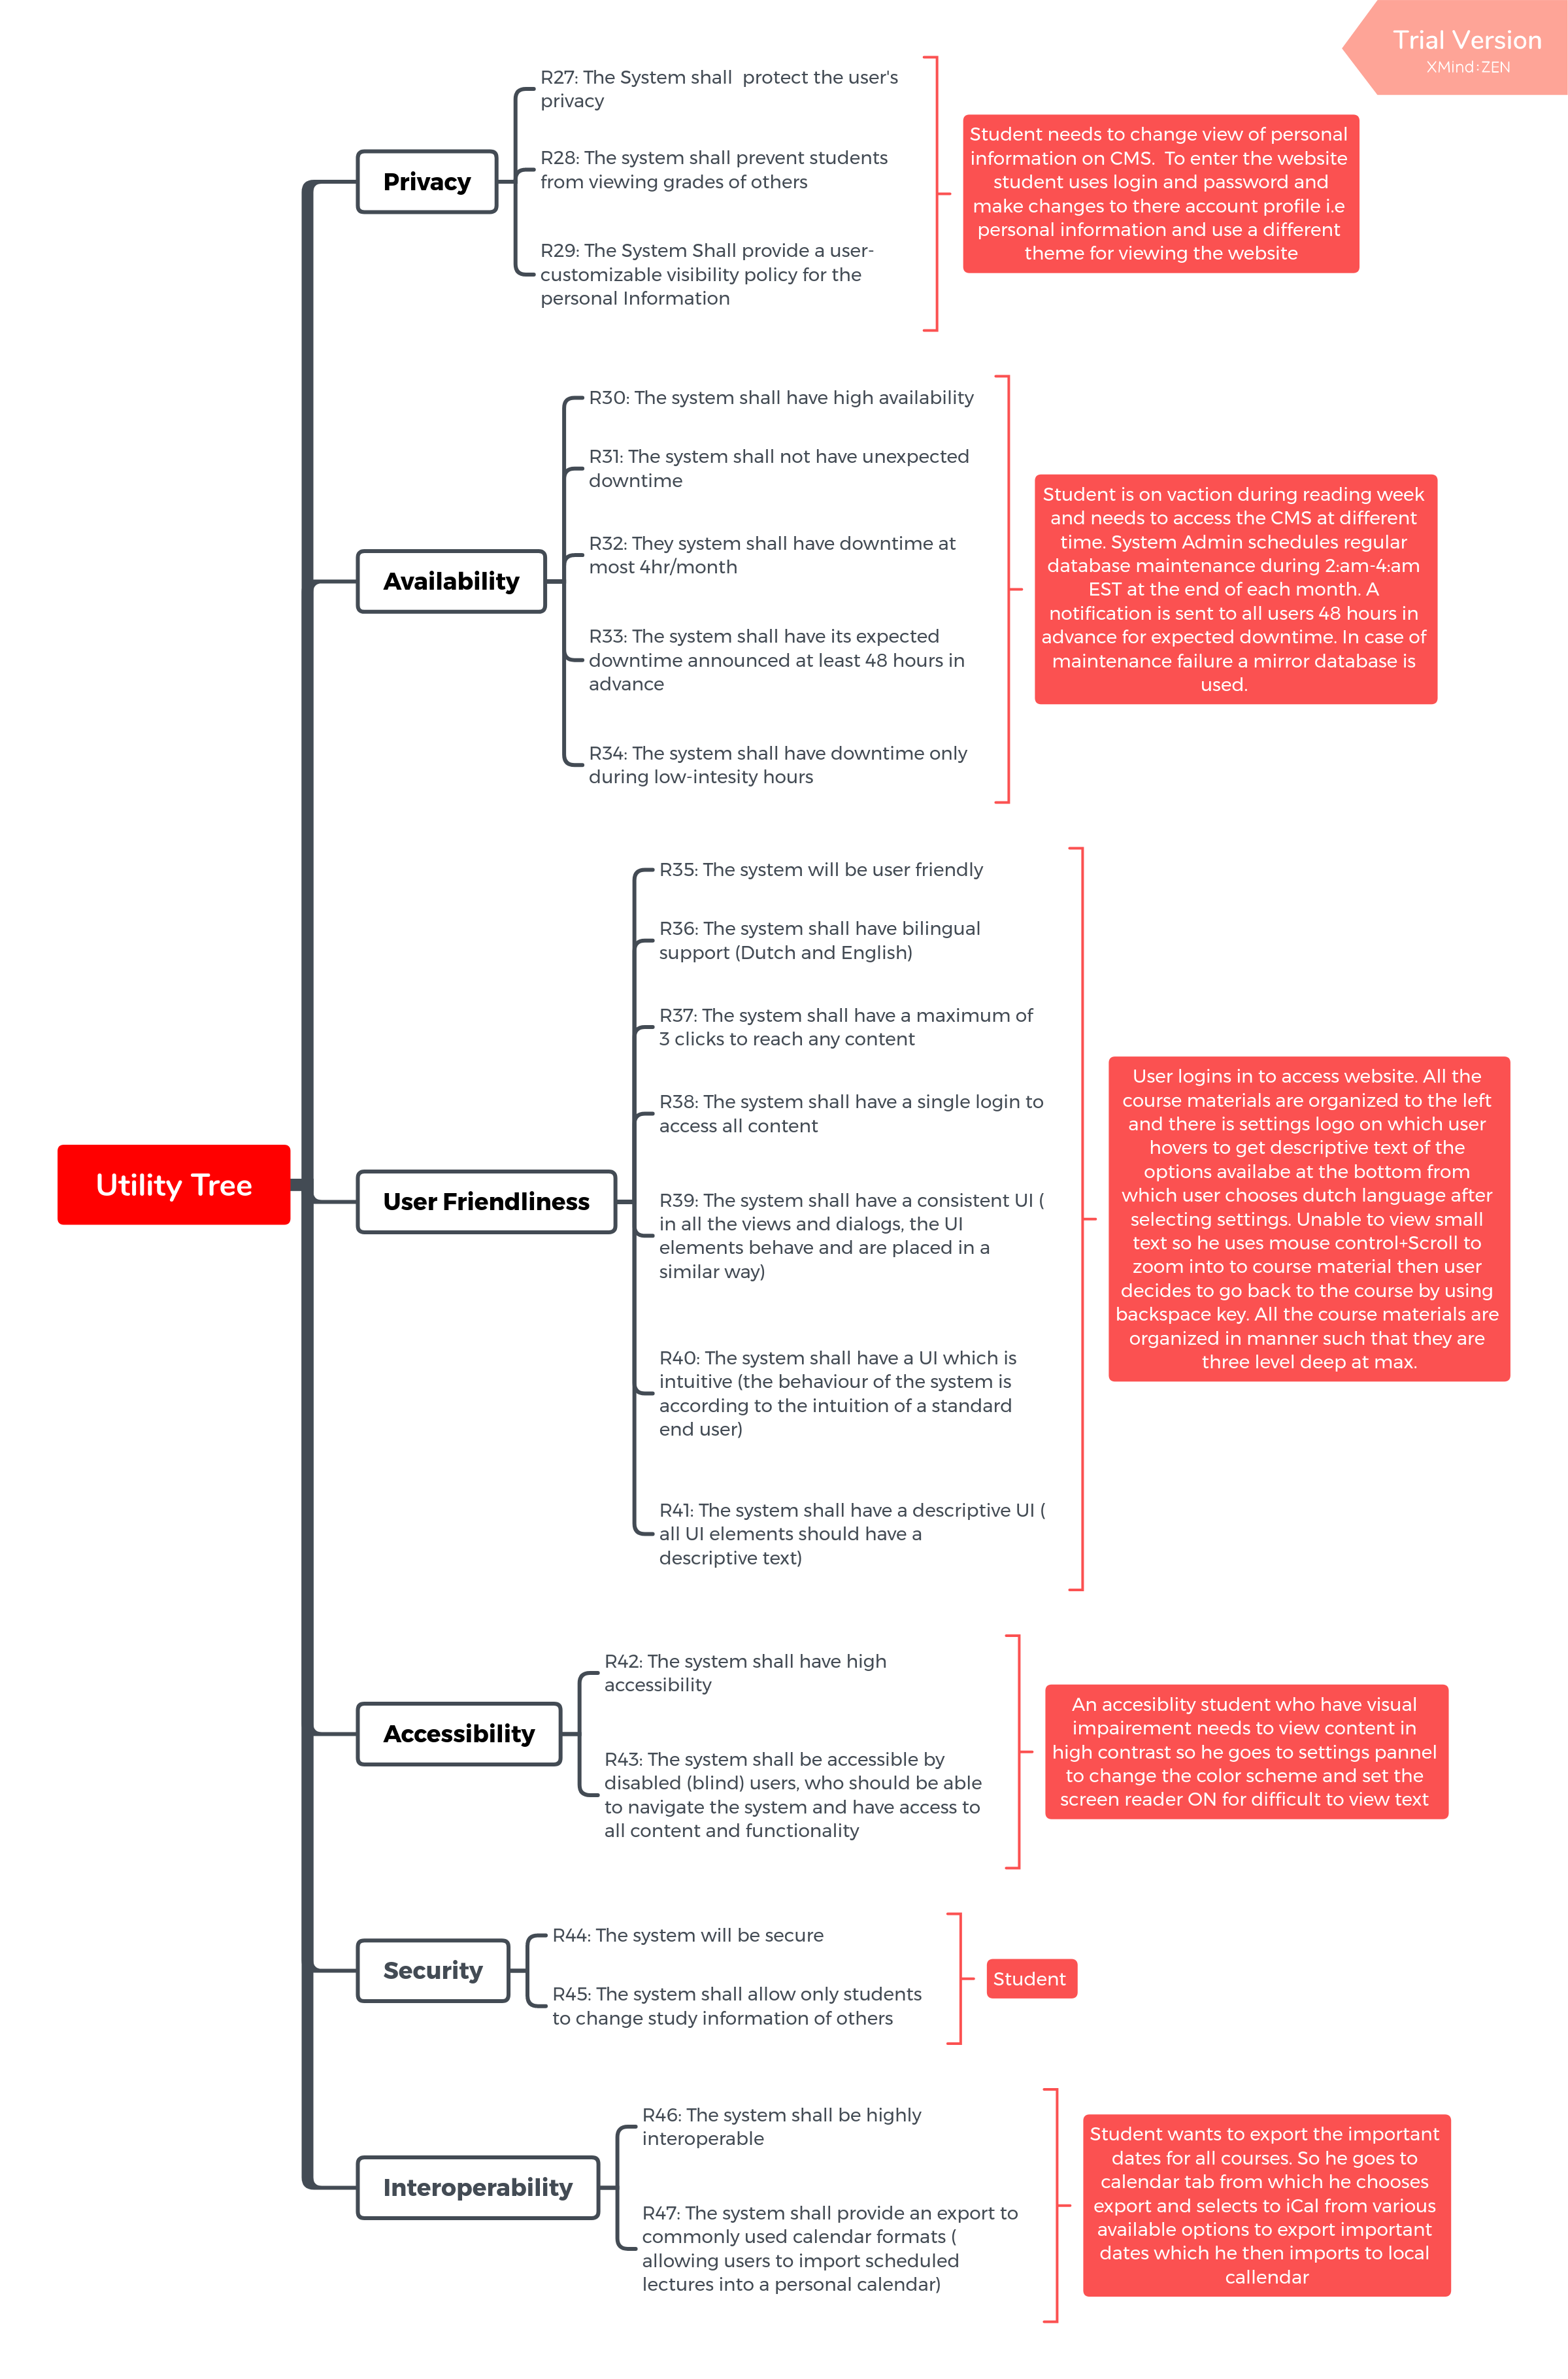 Trial Version
XMind:ZEN
Utility Tree
Privacy
R27: The System shall  protect the user's
privacy
R28: The system shall prevent students
from viewing grades of others
R29: The System Shall provide a user-
customizable visibility policy for the
personal Information
Student needs to change view of personal
information on CMS.  To enter the website
student uses login and password and
make changes to there account profile i.e
personal information and use a different
theme for viewing the website
Availability
R30: The system shall have high availability
R31: The system shall not have unexpected
downtime
R32: They system shall have downtime at
most 4hr/month
R33: The system shall have its expected
downtime announced at least 48 hours in
advance
R34: The system shall have downtime only
during low-intesity hours
Student is on vaction during reading week
and needs to access the CMS at different
time. System Admin schedules regular
database maintenance during 2:am-4:am
EST at the end of each month. A
notification is sent to all users 48 hours in
advance for expected downtime. In case of
maintenance failure a mirror database is
used.
User Friendliness
R35: The system will be user friendly
R36: The system shall have bilingual
support (Dutch and English)
R37: The system shall have a maximum of
3 clicks to reach any content
R38: The system shall have a single login to
access all content
R39: The system shall have a consistent UI (
in all the views and dialogs, the UI
elements behave and are placed in a
similar way)
R40: The system shall have a UI which is
intuitive (the behaviour of the system is
according to the intuition of a standard
end user)
R41: The system shall have a descriptive UI (
all UI elements should have a
descriptive text)
User logins in to access website. All the
course materials are organized to the left
and there is settings logo on which user
hovers to get descriptive text of the
options availabe at the bottom from
which user chooses dutch language after
selecting settings. Unable to view small
text so he uses mouse control+Scroll to
zoom into to course material then user
decides to go back to the course by using
backspace key. All the course materials are
organized in manner such that they are
three level deep at max.
Accessibility
R42: The system shall have high
accessibility
R43: The system shall be accessible by
disabled (blind) users, who should be able
to navigate the system and have access to
all content and functionality
An accesiblity student who have visual
impairement needs to view content in
high contrast so he goes to settings pannel
to change the color scheme and set the
screen reader ON for difficult to view text
Security
R44: The system will be secure
R45: The system shall allow only students
to change study information of others
Student
Interoperability
R46: The system shall be highly
interoperable
R47: The system shall provide an export to
commonly used calendar formats (
allowing users to import scheduled
lectures into a personal calendar)
Student wants to export the important
dates for all courses. So he goes to
calendar tab from which he chooses
export and selects to iCal from various
available options to export important
dates which he then imports to local
callendar